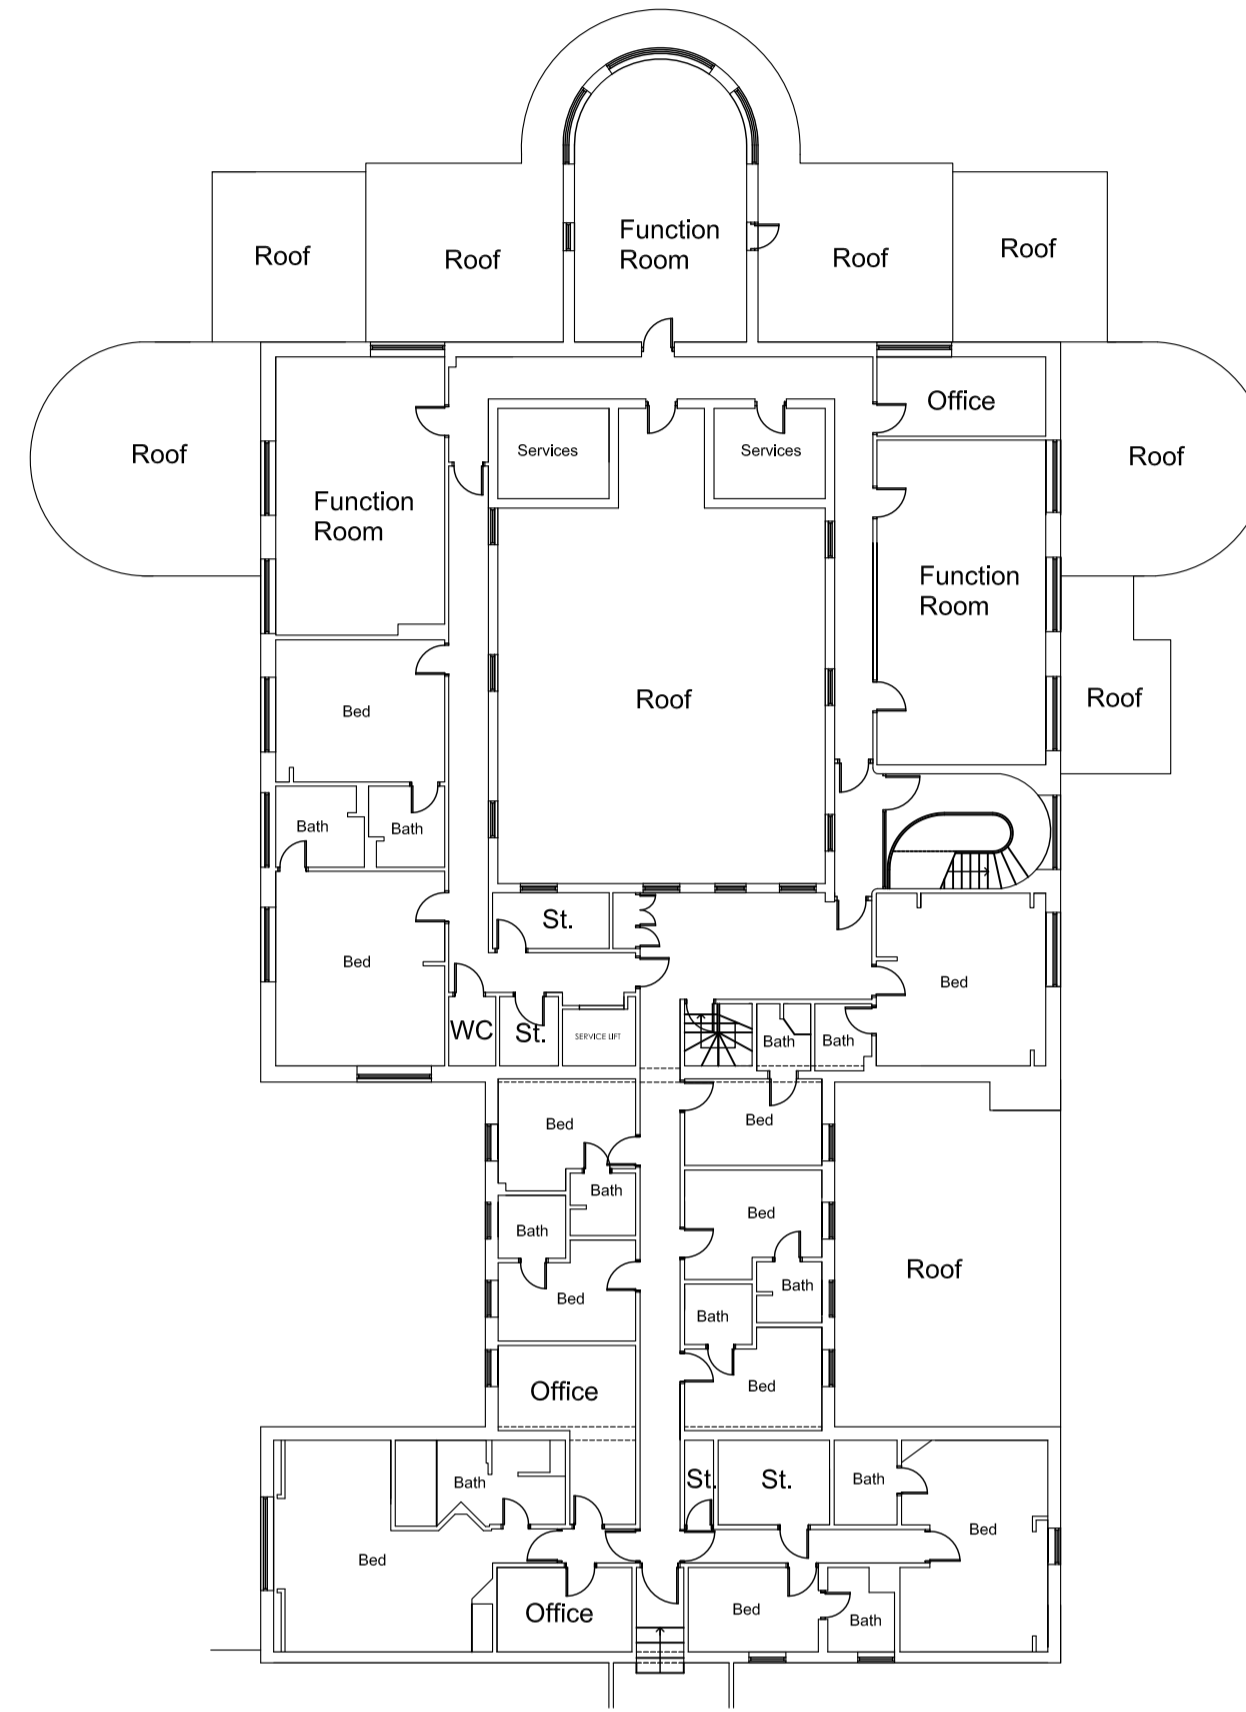 Function
Room
Roof
Roof
Roof
Roof
Office
Services
Services
Roof
Roof
Function
Room
Function
Room
Roof
Roof
Bed
Bath
Bath
St.
Bed
Bed
WC
St.
SERVICE LIFT
Bath
Bath
Bed
Bed
Bath
Bed
Bath
Roof
Bath
Bed
Bath
Bed
Office
Bath
St.
St.
Bath
Bed
Bed
Office
Bed
Bath